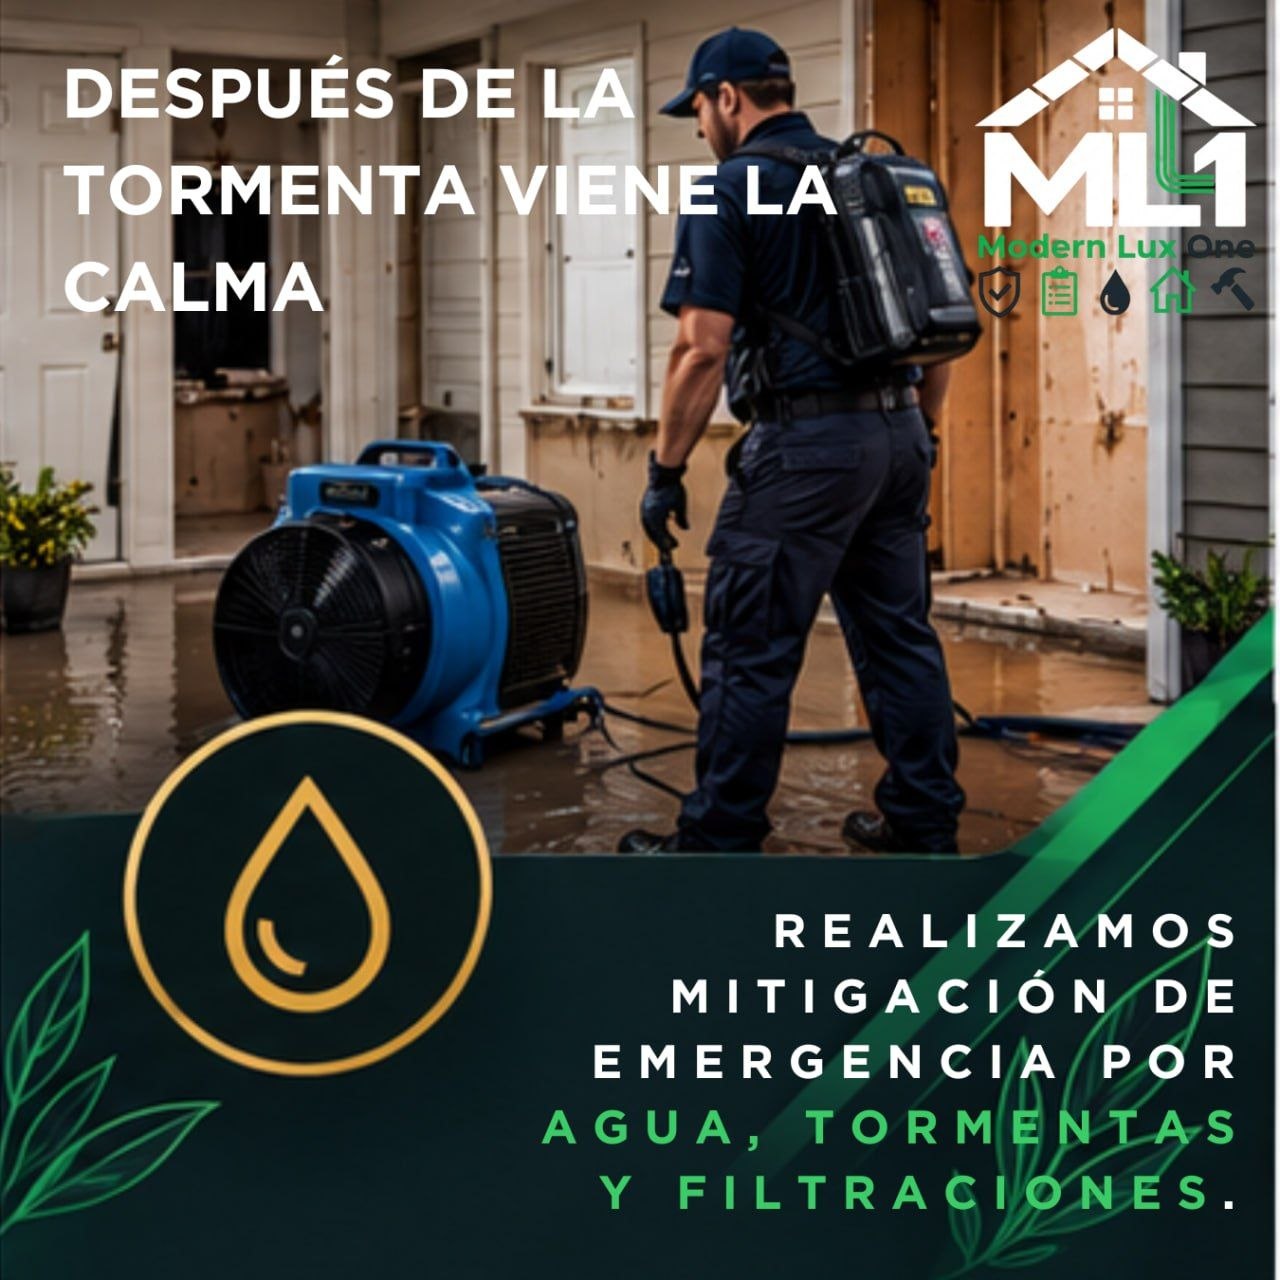 DESPUÉS DE LA
TORMENTA VIENE LA
CALMA
ML1
Modern Lux One
REALIZAMOS
MITIGACIÓN DE
EMERGENCIA POR
AGUA, TORMENTAS
Y FILTRACIONES.